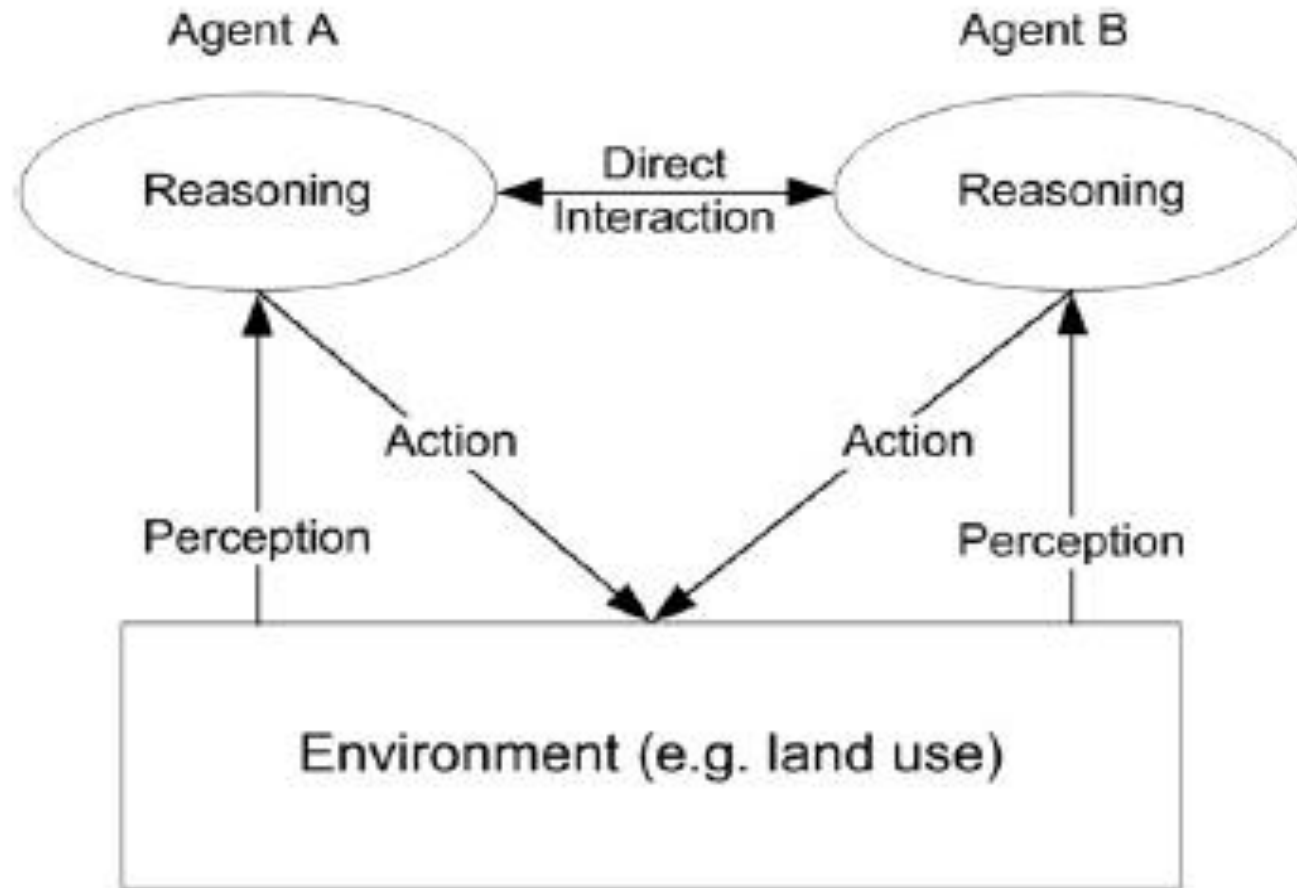 Agent A
Agent B
Reasoning
Direct
Interaction
Reasoning
Action
Action
Perception
Perception
Environment (e.g. land use)